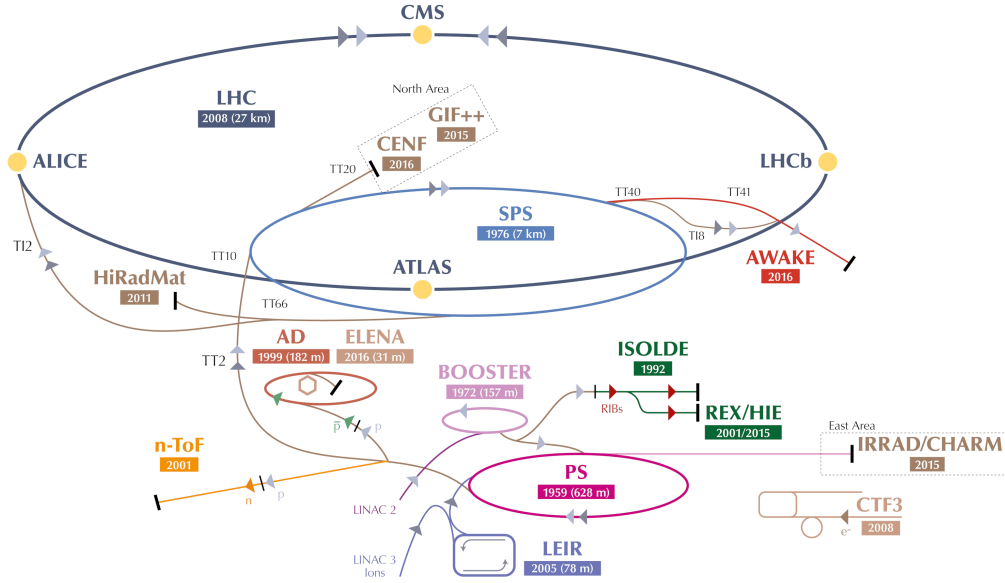 CMS
North Area
LHC
2008 (27 km)
GIF++
2015
CENF
2016
ALICE
LHCb
TT20
TT40
TT41
SPS
1976 (7 km)
TI8
TI2
TT10
ATLAS
AWAKE
2016
HiRadMat
2011
TT66
AD
1999 (182 m)
ELENA
2016 (31 m)
TT2
ISOLDE
1992
BOOSTER
1972 (157 m)
RIBs
REX/HIE
2001/2015
p̄
p
East Area
n-ToF
2001
IRRAD/CHARM
2015
PS
1959 (628 m)
n
p
LINAC 2
CTF3
2008
e-
LEIR
2005 (78 m)
LINAC 3
Ions